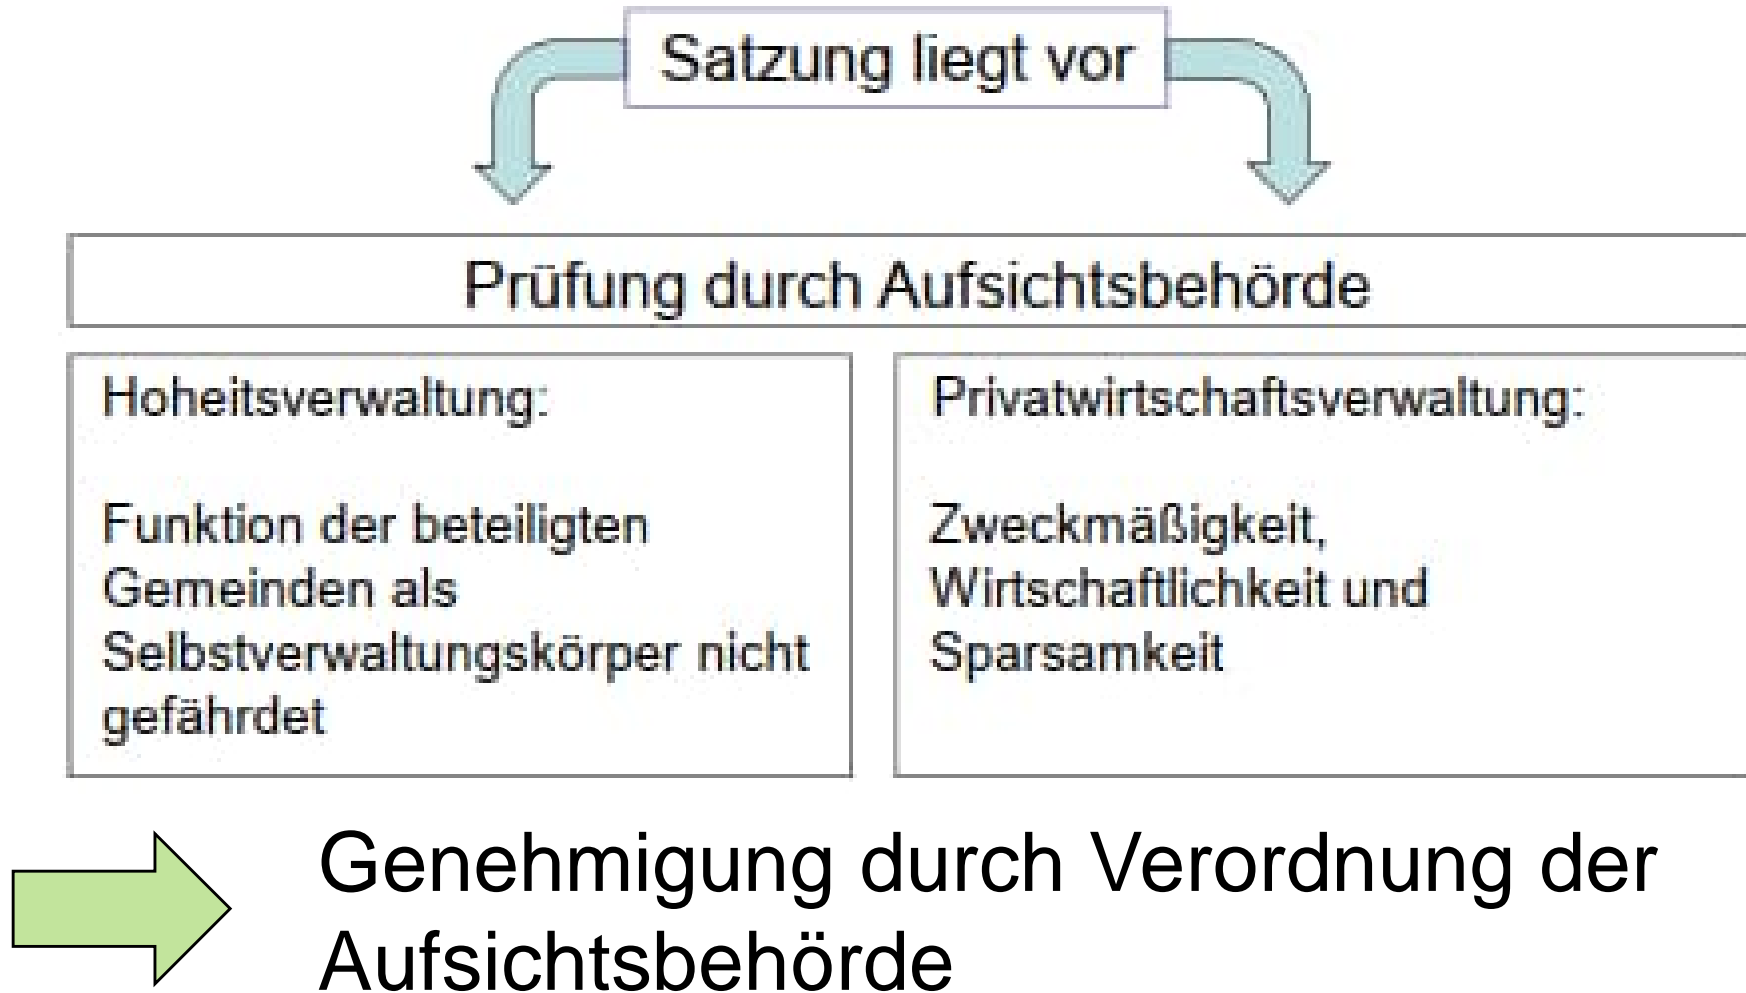 Satzung liegt vor
Prüfung durch Aufsichtsbehörde
Hoheitsverwaltung:
Funktion der beteiligten
Gemeinden als
Selbstverwaltungskörper nicht
gefährdet
Privatwirtschaftsverwaltung:
Zweckmäßigkeit,
Wirtschaftlichkeit und
Sparsamkeit
Genehmigung durch Verordnung der
Aufsichtsbehörde